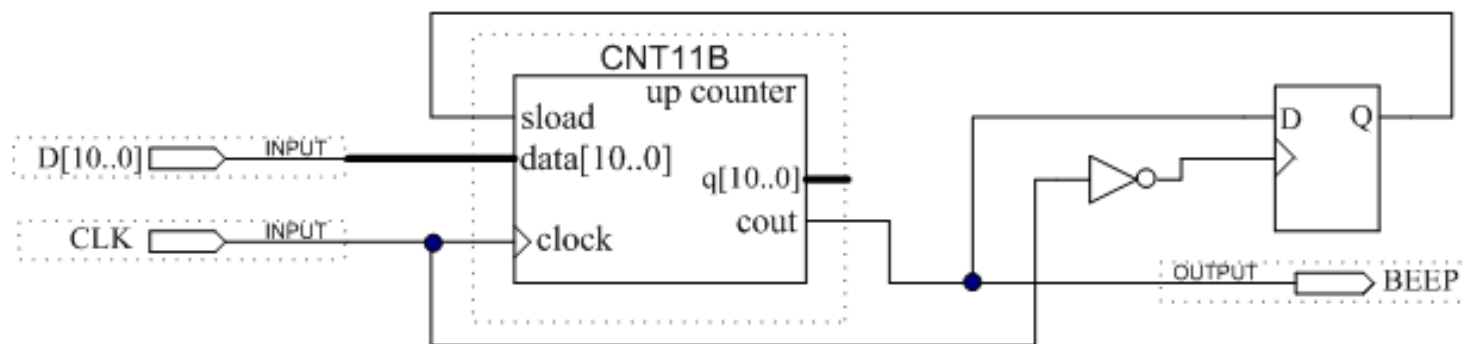 CNT11B
up counter
sload
D Q
D[10..0] INPUT data[10..0]
q[10..0]
cout
CLK INPUT clock
OUTPUT BEEP